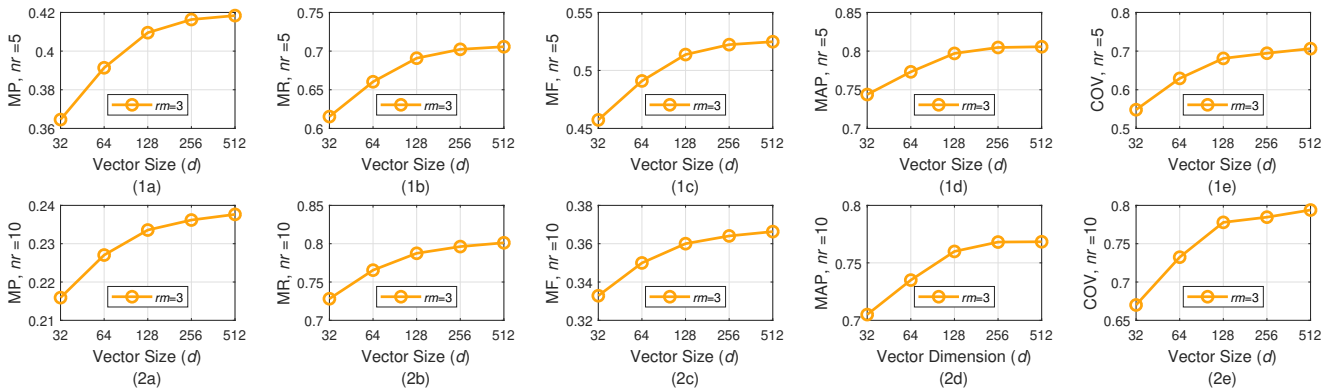 MP, nr =5
0.42
0.4
0.38
0.36
rm=3
32 64 128 256 512
Vector Size (d)
(1a)
MR, nr =5
0.75
0.7
0.65
0.6
rm=3
32 64 128 256 512
Vector Size (d)
(1b)
MF, nr =5
0.55
0.5
0.45
rm=3
32 64 128 256 512
Vector Size (d)
(1c)
MAP, nr =5
0.85
0.8
0.75
0.7
rm=3
32 64 128 256 512
Vector Size (d)
(1d)
COV, nr =5
0.8
0.7
0.6
0.5
rm=3
32 64 128 256 512
Vector Size (d)
(1e)
MP, nr =10
0.24
0.23
0.22
0.21
rm=3
32 64 128 256 512
Vector Size (d)
(2a)
MR, nr =10
0.85
0.8
0.75
0.7
rm=3
32 64 128 256 512
Vector Size (d)
(2b)
MF, nr =10
0.38
0.36
0.34
0.32
rm=3
32 64 128 256 512
Vector Size (d)
(2c)
MAP, nr =10
0.8
0.75
0.7
rm=3
32 64 128 256 512
Vector Dimension (d)
(2d)
COV, nr =10
0.8
0.75
0.7
0.65
rm=3
32 64 128 256 512
Vector Size (d)
(2e)